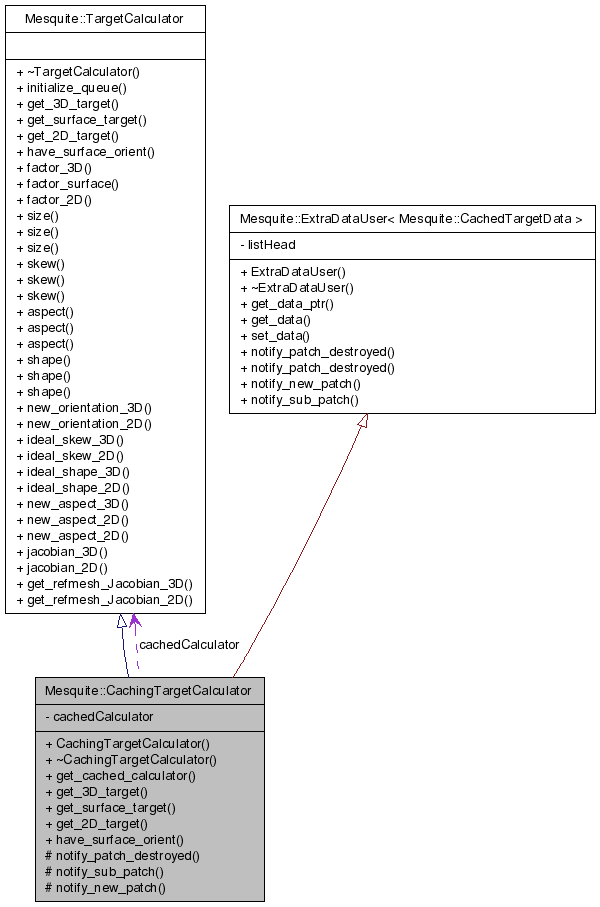 Mesquite::TargetCalculator
+ ~TargetCalculator()
+ initialize_queue()
+ get_3D_target()
+ get_surface_target()
+ get_2D_target()
+ have_surface_orient()
+ factor_3D()
+ factor_surface()
+ factor_2D()
+ size()
+ size()
+ size()
+ skew()
+ skew()
+ skew()
+ aspect()
+ aspect()
+ aspect()
+ shape()
+ shape()
+ shape()
+ new_orientation_3D()
+ new_orientation_2D()
+ ideal_skew_3D()
+ ideal_skew_2D()
+ ideal_shape_3D()
+ ideal_shape_2D()
+ new_aspect_3D()
+ new_aspect_2D()
+ new_aspect_2D()
+ jacobian_3D()
+ jacobian_2D()
+ get_refmesh_Jacobian_3D()
+ get_refmesh_Jacobian_2D()
Mesquite::ExtraDataUser< Mesquite::CachedTargetData >
- listHead
+ ExtraDataUser()
+ ~ExtraDataUser()
+ get_data_ptr()
+ get_data()
+ set_data()
+ notify_patch_destroyed()
+ notify_patch_destroyed()
+ notify_new_patch()
+ notify_sub_patch()
cachedCalculator
Mesquite::CachingTargetCalculator
- cachedCalculator
+ CachingTargetCalculator()
+ ~CachingTargetCalculator()
+ get_cached_calculator()
+ get_3D_target()
+ get_surface_target()
+ get_2D_target()
+ have_surface_orient()
# notify_patch_destroyed()
# notify_sub_patch()
# notify_new_patch()